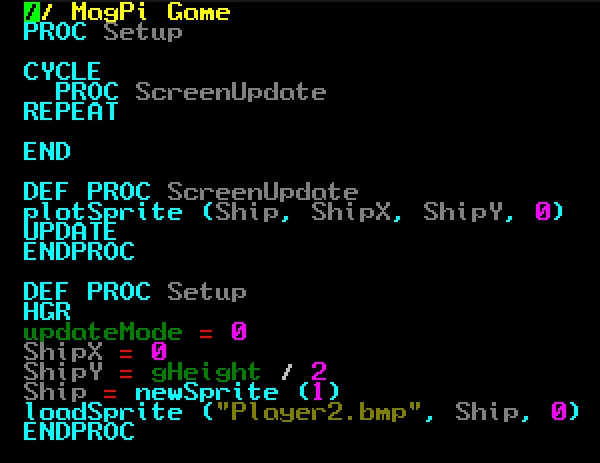 // MagPi Game
PROC Setup
CYCLE
PROC ScreenUpdate
REPEAT
END
DEF PROC ScreenUpdate
plotSprite (Ship, ShipX, ShipY, 0)
UPDATE
ENDPROC
DEF PROC Setup
HGR
updateMode = 0
ShipX = 0
ShipY = gHeight / 2
Ship = newSprite (1)
loadSprite ("Player2.bmp", Ship, 0)
ENDPROC